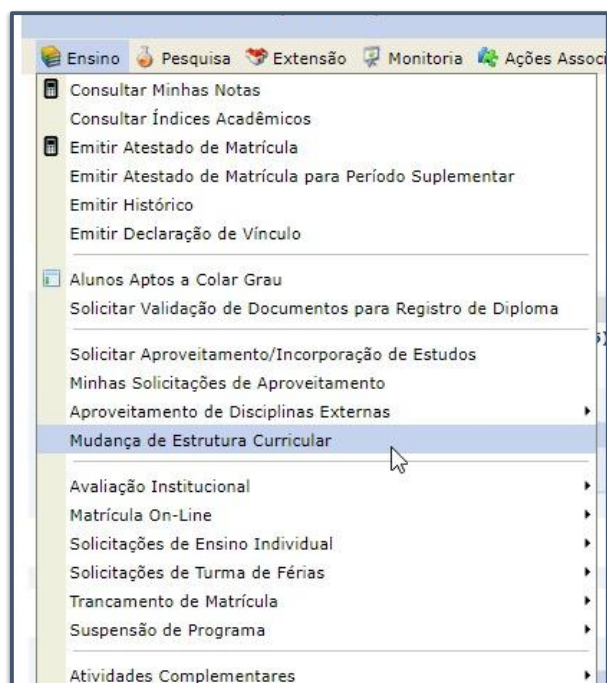 Ensino Pesquisa Extensão Monitoria Ações Associ
Consultar Minhas Notas
Consultar Índices Acadêmicos
Emitir Atestado de Matrícula
Emitir Atestado de Matrícula para Período Suplementar
Emitir Histórico
Emitir Declaração de Vínculo
Alunos Aptos a Colar Grau
Solicitar Validação de Documentos para Registro de Diploma
Solicitar Aproveitamento/Incorporação de Estudos
Minhas Solicitações de Aproveitamento
Aproveitamento de Disciplinas Externas
Mudança de Estrutura Curricular
Avaliação Institucional
Matrícula On-Line
Solicitações de Ensino Individual
Solicitações de Turma de Férias
Trancamento de Matrícula
Suspensão de Programa
Atividades Complementares